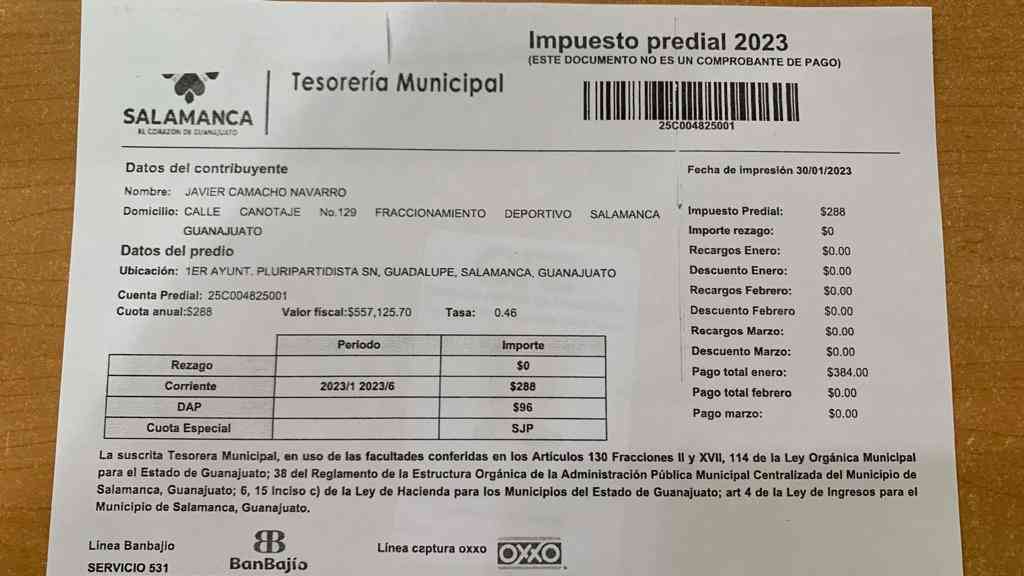 Impuesto predial 2023
(ESTE DOCUMENTO NO ES UN COMPROBANTE DE PAGO)
Tesorería Municipal
SALAMANCA
EL CORAZÓN DE GUANAJUATO
25C004825001
Datos del contribuyente
Fecha de impresión 30/01/2023
Nombre: JAVIER CAMACHO NAVARRO
Domicilio: CALLE CANOTAJE No.129 FRACCIONAMIENTO DEPORTIVO SALAMANCA
GUANAJUATO
Datos del predio
Ubicación: 1ER AYUNT. PLURIPARTIDISTA SN, GUADALUPE, SALAMANCA, GUANAJUATO
Cuenta Predial: 25C004825001
Cuota anual:$288 Valor fiscal:$557,125.70 Tasa: 0.46
Impuesto Predial: $288
Importe rezago: $0
Recargos Enero: $0.00
Descuento Enero: $0.00
Recargos Febrero: $0.00
Descuento Febrero $0.00
Recargos Marzo: $0.00
Descuento Marzo: $0.00
Pago total enero: $384.00
Pago total febrero $0.00
Pago marzo: $0.00
Periodo Importe
Rezago $0
Corriente 2023/1 2023/6 $288
DAP $96
Cuota Especial SJP
La suscrita Tesorera Municipal, en uso de las facultades conferidas en los Artículos 130 Fracciones II y XVII, 114 de la Ley Orgánica Municipal
para el Estado de Guanajuato; 38 del Reglamento de la Estructura Orgánica de la Administración Pública Municipal Centralizada del Municipio de
Salamanca, Guanajuato; 6, 15 inciso c) de la Ley de Hacienda para los Municipios del Estado de Guanajuato; art 4 de la Ley de Ingresos para el
Municipio de Salamanca, Guanajuato.
Línea Banbajio
SERVICIO 531
BanBajío
Línea captura oxxo
OXXO